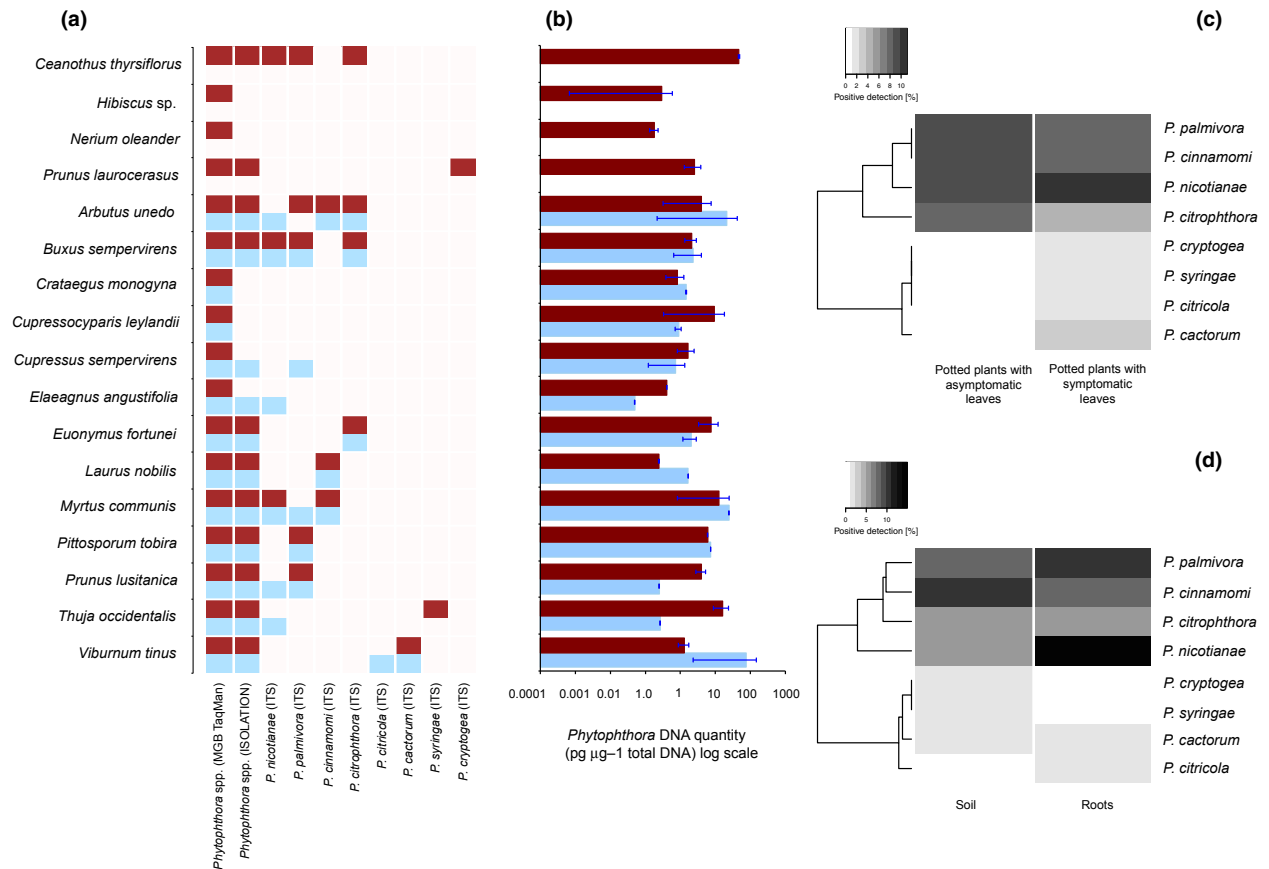 (a)
Ceanothus thyrsiflorus
Hibiscus sp.
Nerium oleander
Prunus laurocerasus
Arbutus unedo
Buxus sempervirens
Crataegus monogyna
Cupressocyparis leylandii
Cupressus sempervirens
Elaeagnus angustifolia
Euonymus fortunei
Laurus nobilis
Myrtus communis
Pittosporum tobira
Prunus lusitanica
Thuja occidentalis
Viburnum tinus
Phytophthora spp. (MGB TaqMan)
Phytophthora spp. (ISOLATION)
P. nicotianae (ITS)
P. palmivora (ITS)
P. cinnamomi (ITS)
P. citrophthora (ITS)
P. citricola (ITS)
P. cactorum (ITS)
P. syringae (ITS)
P. cryptogea (ITS)
(b)
0.0001 0.001 0.01 0.1 1.0 1 10 100 1000
Phytophthora DNA quantity
(pg µg–1 total DNA) log scale
(c)
0 2 4 6 8 10
Positive detection [%]
P. palmivora
P. cinnamomi
P. nicotianae
P. citrophthora
P. cryptogea
P. syringae
P. citricola
P. cactorum
Potted plants with
asymptomatic
leaves
Potted plants with
symptomatic
leaves
(d)
0 5 10
Positive detection [%]
P. palmivora
P. cinnamomi
P. citrophthora
P. nicotianae
P. cryptogea
P. syringae
P. cactorum
P. citricola
Soil
Roots